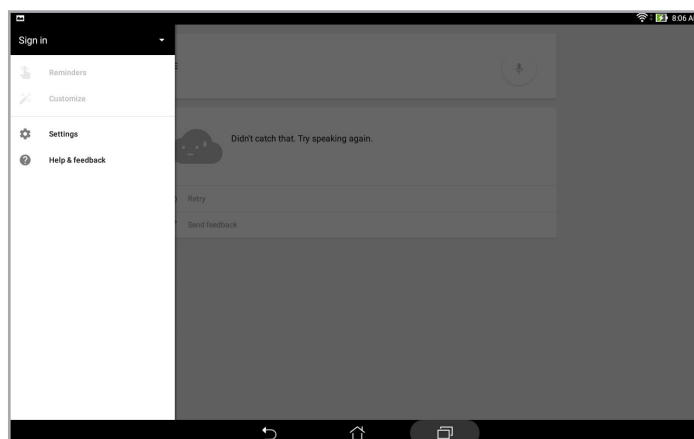 8:06 A
Sign in
Reminders
Customize
Settings
Help & feedback
Didn't catch that. Try speaking again.
Retry
Send feedback